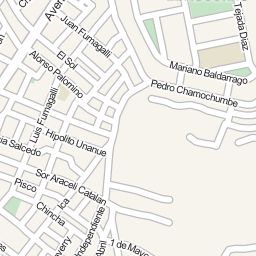 Tejada Diaz
Juan Fumagalli
El Sol
Alonso Palomino
Mariano Baldarrago
Pedro Chamochumbe
Luis Fumagalli
Hipolito Unanue
Salcedo
Sor Araceli Catalan
Pisco
Ica
Chincha
Independiente
Abril
1 de Mayo